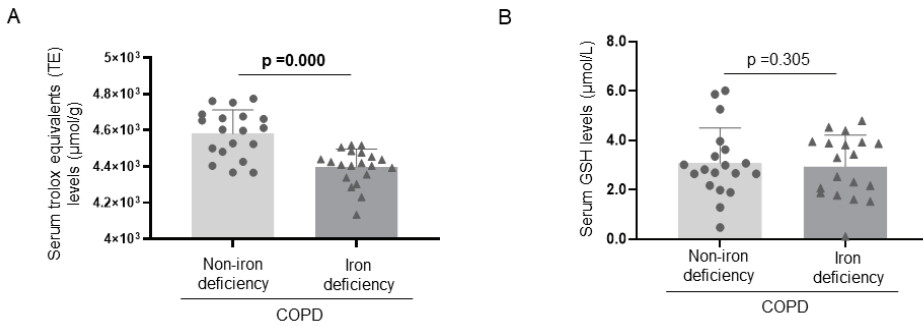 A
Serum trolox equivalents (TE)
levels (µmol/g)
5×10³
4.8×10³
4.6×10³
4.4×10³
4.2×10³
4×10³
p =0.000
Non-iron
deficiency
Iron
deficiency
COPD
B
Serum GSH levels (µmol/L)
8.0
6.0
4.0
2.0
0.0
p =0.305
Non-iron
deficiency
Iron
deficiency
COPD